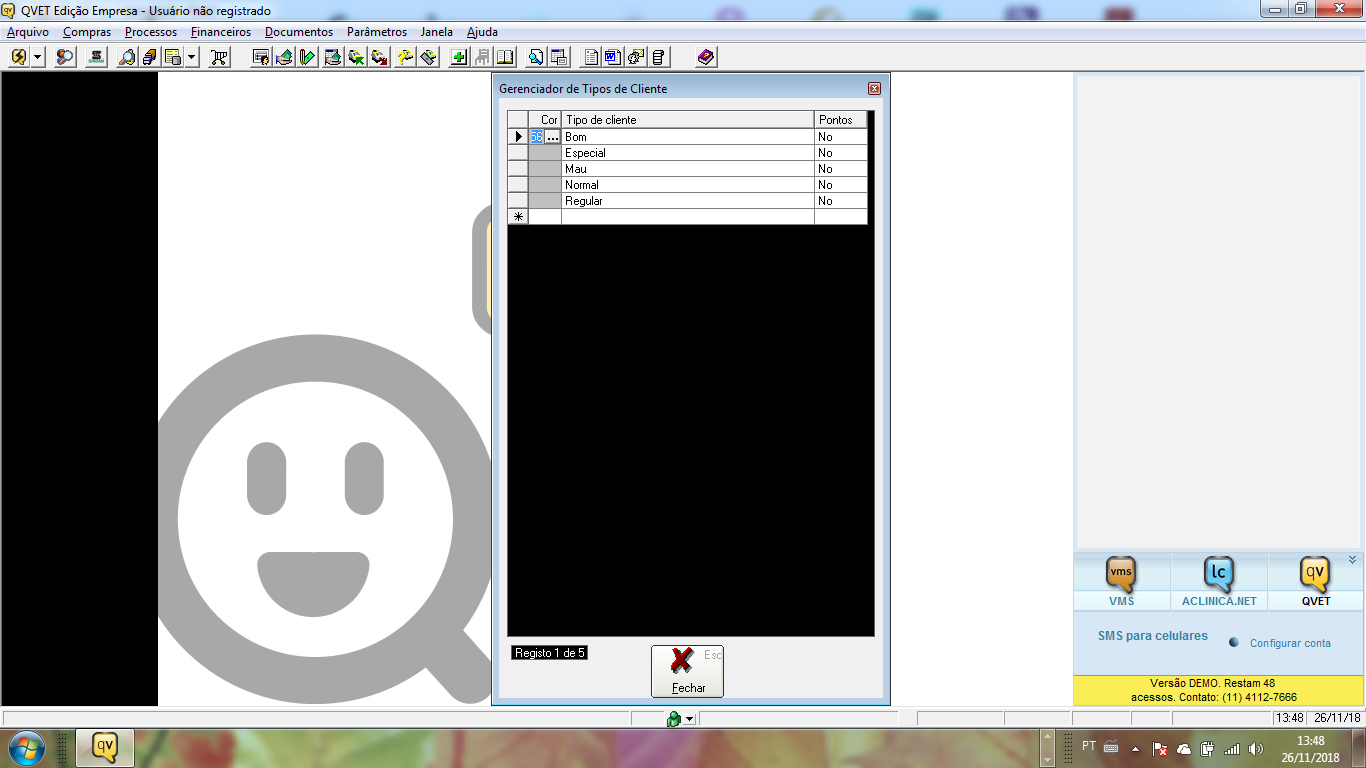 QVET Edição Empresa - Usuário não registrado
Arquivo Compras Processos Financeiros Documentos Parâmetros Janela Ajuda
Gerenciador de Tipos de Cliente
Cor Tipo de cliente Pontos
56 ... Bom No
Especial No
Mau No
Normal No
Regular No
Registo 1 de 5
Esc
Fechar
vms lc qv
VMS ACLINICA.NET QVET
SMS para celulares Configurar conta
Versão DEMO. Restam 48
acessos. Contato: (11) 4112-7666
13:48 26/11/18
qv
PT
13:48
26/11/2018